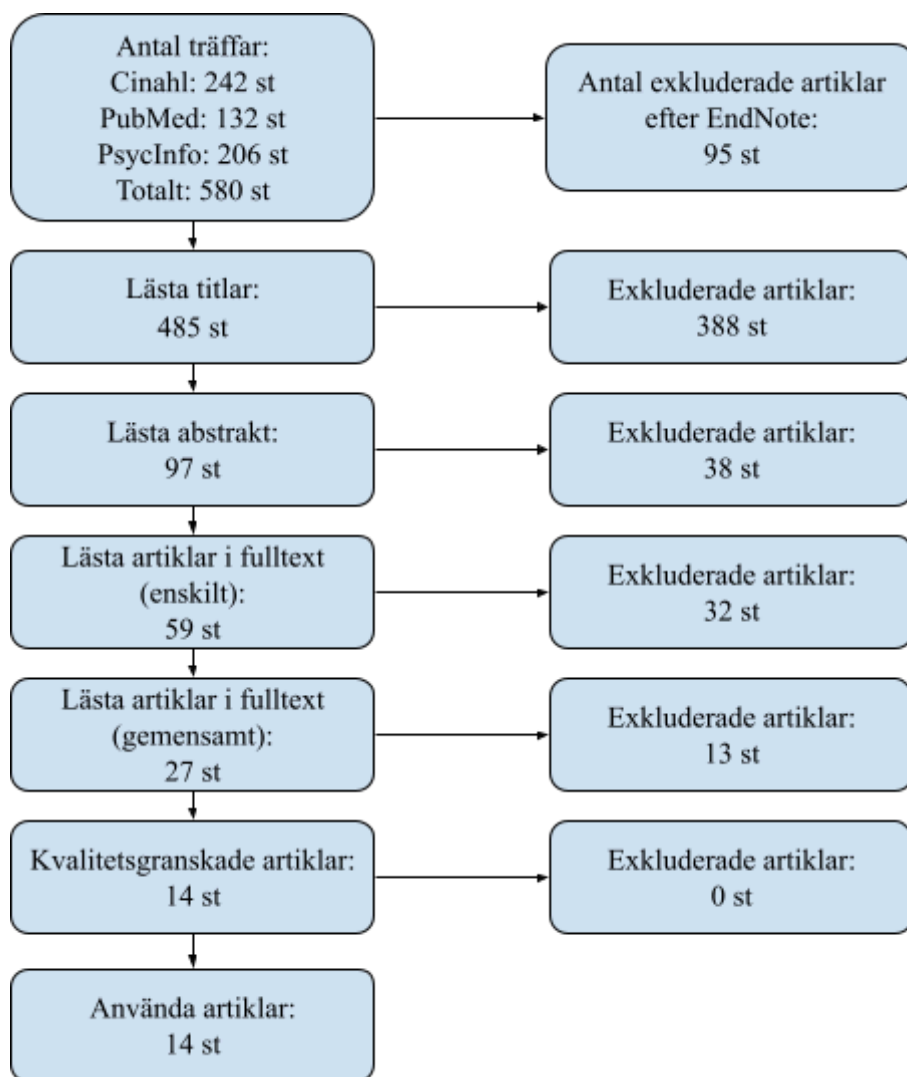 Antal träffar:
Cinahl: 242 st
PubMed: 132 st
PsycInfo: 206 st
Totalt: 580 st
Antal exkluderade artiklar
efter EndNote:
95 st
Lästa titlar:
485 st
Exkluderade artiklar:
388 st
Lästa abstrakt:
97 st
Exkluderade artiklar:
38 st
Lästa artiklar i fulltext
(enskilt):
59 st
Exkluderade artiklar:
32 st
Lästa artiklar i fulltext
(gemensamt):
27 st
Exkluderade artiklar:
13 st
Kvalitetsgranskade artiklar:
14 st
Exkluderade artiklar:
0 st
Använda artiklar:
14 st